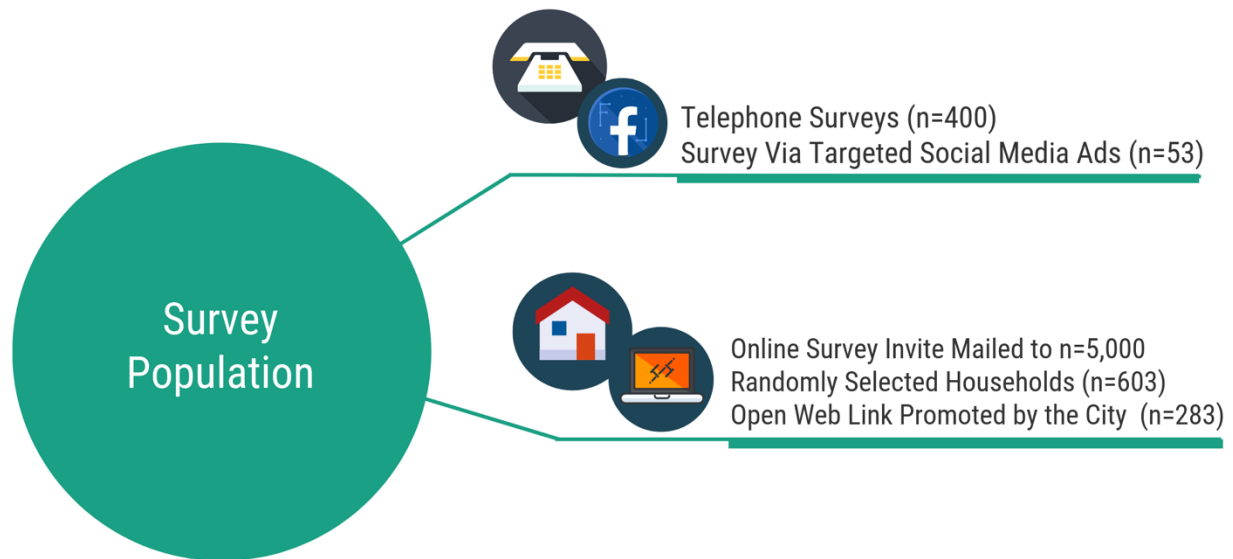 Survey
Population
Telephone Surveys (n=400)
Survey Via Targeted Social Media Ads (n=53)
Online Survey Invite Mailed to n=5,000
Randomly Selected Households (n=603)
Open Web Link Promoted by the City (n=283)